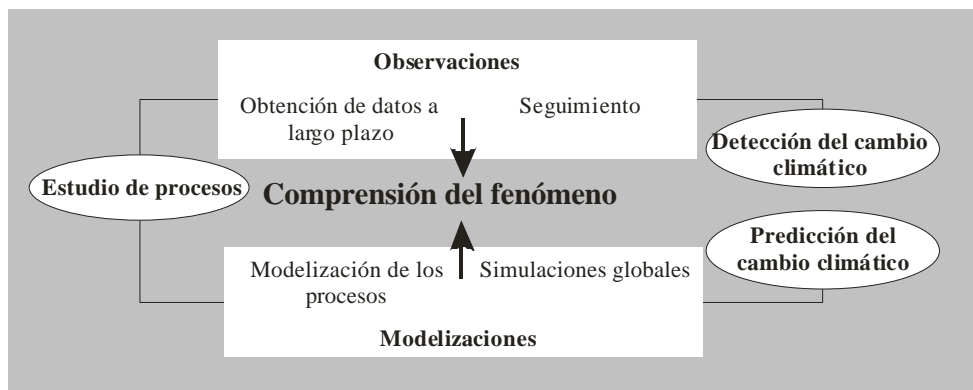 Observaciones
Obtención de datos a
largo plazo
Seguimiento
Detección del cambio
climático
Estudio de procesos
Comprensión del fenómeno
Predicción del
cambio climático
Modelización de los
procesos
Simulaciones globales
Modelizaciones